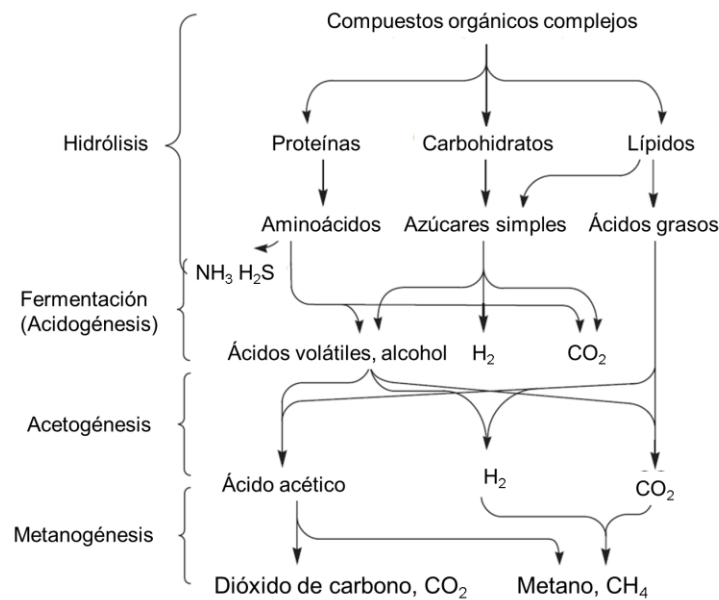 Compuestos orgánicos complejos
Hidrólisis
Proteínas
Carbohidratos
Lípidos
Aminoácidos
Azúcares simples
Ácidos grasos
NH3 H2S
Fermentación
(Acidogénesis)
Ácidos volátiles, alcohol
H2
CO2
Acetogénesis
Ácido acético
H2
CO2
Metanogénesis
Dióxido de carbono, CO2
Metano, CH4